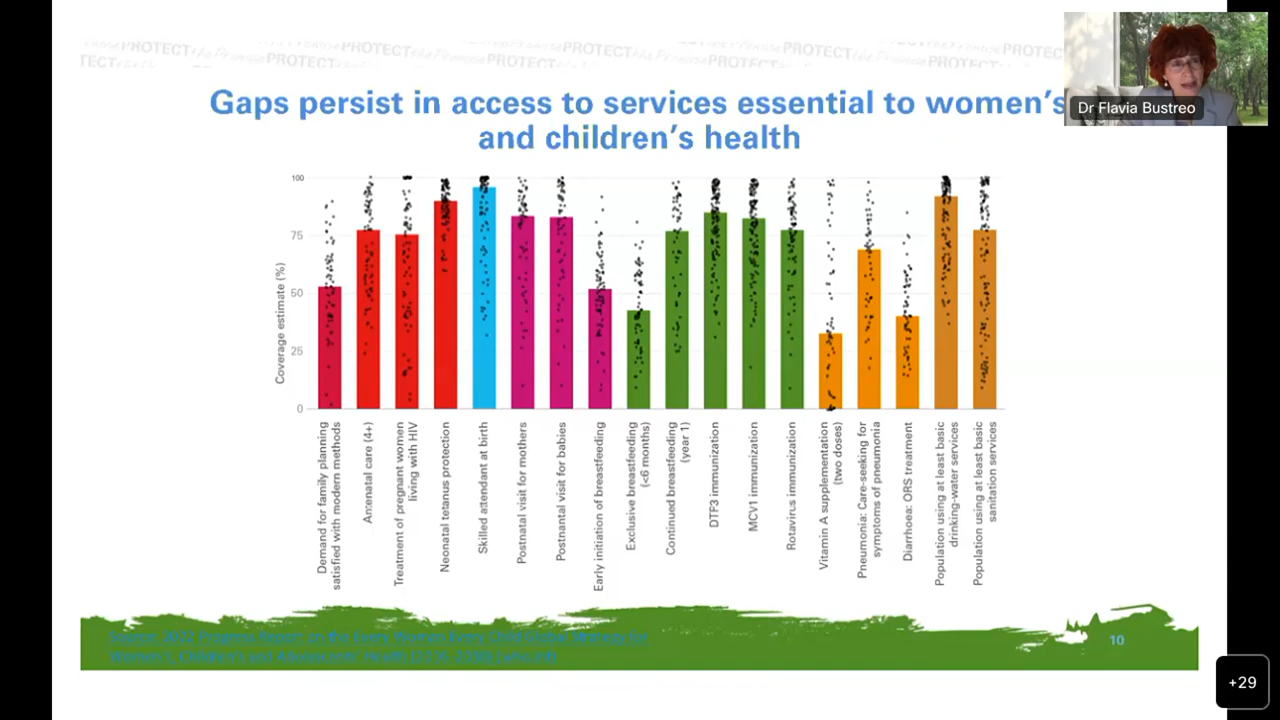 Gaps persist in access to services essential to women's
and children's health
Dr Flavia Bustreo
Coverage estimate (%)
100
75
50
25
0
Demand for family planning
satisfied with modern methods
Antenatal care (4+)
Treatment of pregnant women
living with HIV
Neonatal tetanus protection
Skilled attendant at birth
Postnatal visit for mothers
Postnantal visit for babies
Early initiation of breastfeeding
Exclusive breastfeeding
(<6 months)
Continued breastfeeding
(year 1)
DTF3 immunization
MCV1 immunization
Rotavirus immunization
Vitamin A supplementation
(two doses)
Pneumonia: Care-seeking for
symptoms of pneumonia
Diarrhoea: ORS treatment
Population using at least basic
drinking-water services
Population using at least basic
sanitation services
Source: 2022 Progress Report on the Every Woman Every Child Global Strategy for
Women's, Children's and Adolescents' Health
10
+29